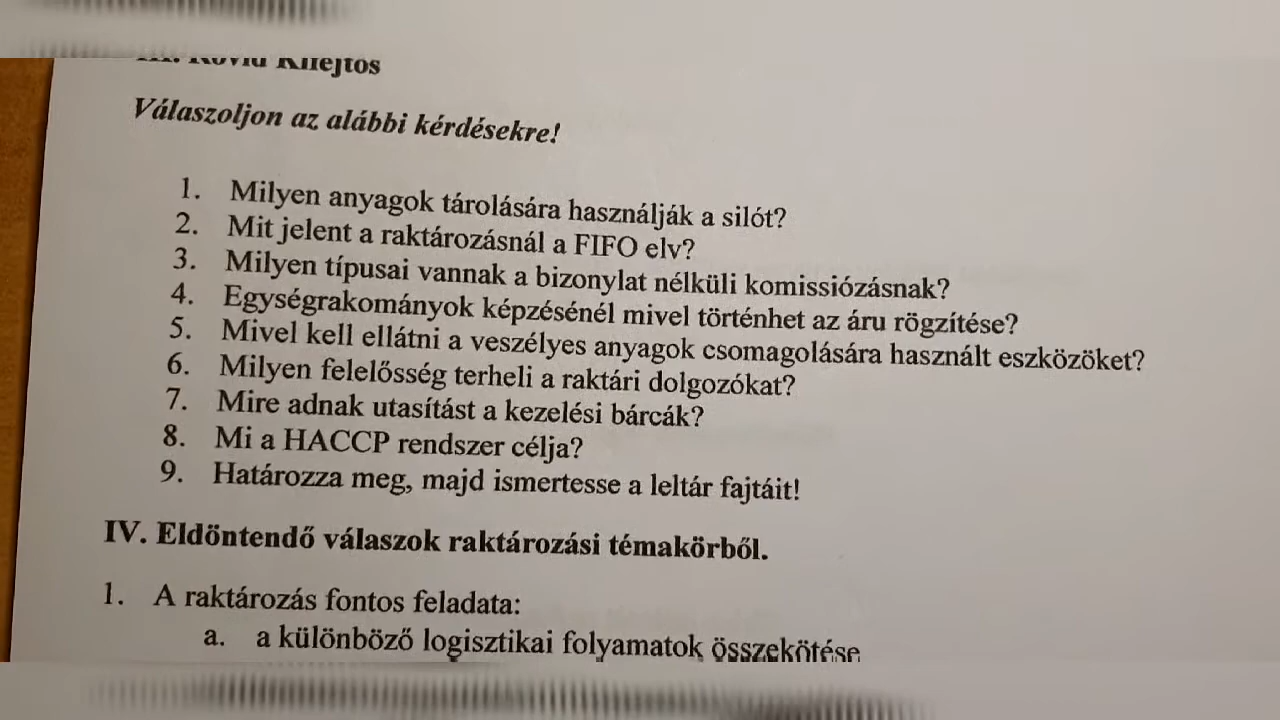 III. Rövid Kifejtős
Válaszoljon az alábbi kérdésekre!
1. Milyen anyagok tárolására használják a silót?
2. Mit jelent a raktározásnál a FIFO elv?
3. Milyen típusai vannak a bizonylat nélküli komissiózásnak?
4. Egységrakományok képzésénél mivel történhet az áru rögzítése?
5. Mivel kell ellátni a veszélyes anyagok csomagolására használt eszközöket?
6. Milyen felelősség terheli a raktári dolgozókat?
7. Mire adnak utasítást a kezelési bárcák?
8. Mi a HACCP rendszer célja?
9. Határozza meg, majd ismertesse a leltár fajtáit!
IV. Eldöntendő válaszok raktározási témakörből.
1. A raktározás fontos feladata:
a. a különböző logisztikai folyamatok összekötése